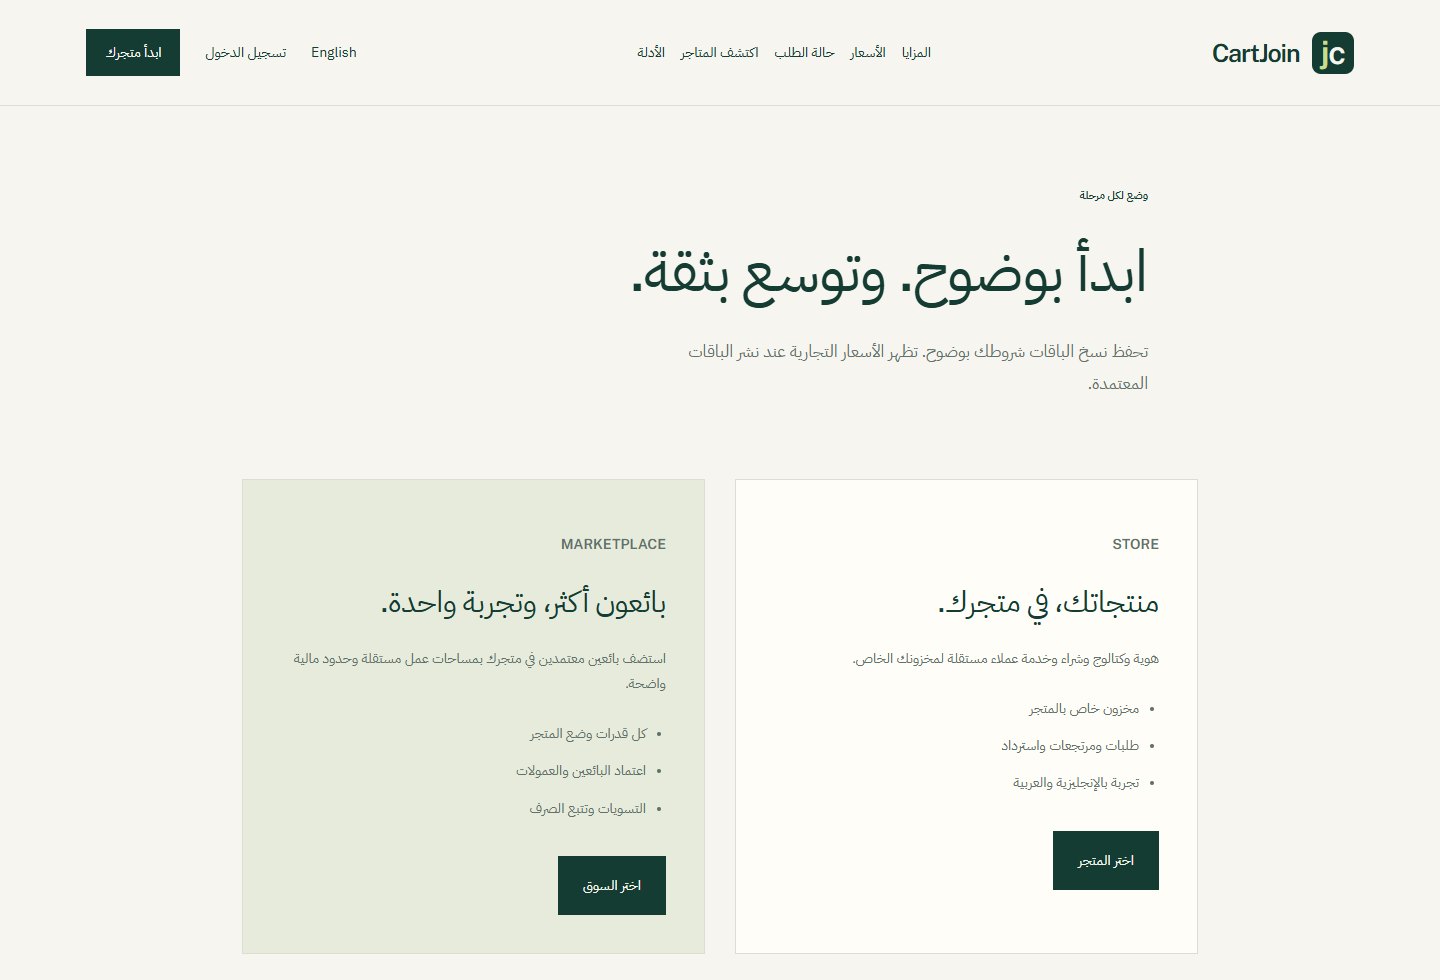 jc CartJoin
المزايا الأسعار حالة الطلب اكتشف المتاجر الأدلة
English تسجيل الدخول ابدأ متجرك
وضع لكل مرحلة
ابدأ بوضوح. وتوسع بثقة.
تحفظ نسخ الباقات شروطك بوضوح. تظهر الأسعار التجارية عند نشر الباقات
المعتمدة.
STORE
منتجاتك، في متجرك.
هوية وكتالوج وشراء وخدمة عملاء مستقلة لمخزونك الخاص.
• مخزون خاص بالمتجر
• طلبات ومرتجعات واسترداد
• تجربة بالإنجليزية والعربية
اختر المتجر
MARKETPLACE
بائعون أكثر، وتجربة واحدة.
استضف بائعين معتمدين في متجرك بمساحات عمل مستقلة وحدود مالية
واضحة.
• كل قدرات وضع المتجر
• اعتماد البائعين والعمولات
• التسويات وتتبع الصرف
اختر السوق